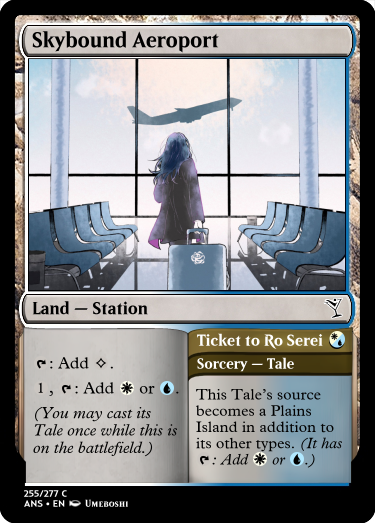 Skybound Aeroport
Land — Station
: Add .
1 , : Add or .
(You may cast its
Tale once while this is
on the battlefield.)
Ticket to Ro Serei
Sorcery — Tale
This Tale's source
becomes a Plains
Island in addition to
its other types. (It has
: Add or .)
255/277 C
ANS • EN Umeboshi